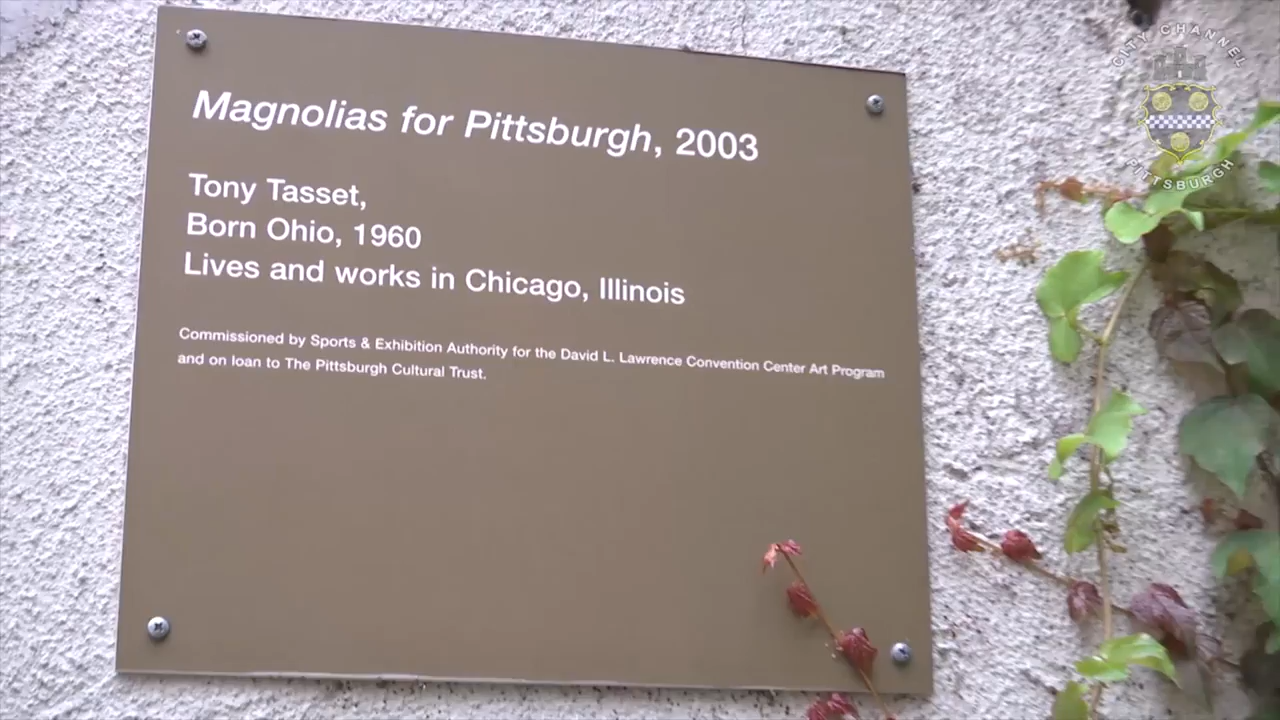 Magnolias for Pittsburgh, 2003
Tony Tasset,
Born Ohio, 1960
Lives and works in Chicago, Illinois
Commissioned by Sports & Exhibition Authority for the David L. Lawrence Convention Center Art Program
and on loan to The Pittsburgh Cultural Trust.
CITY CHANNEL
PITTSBURGH